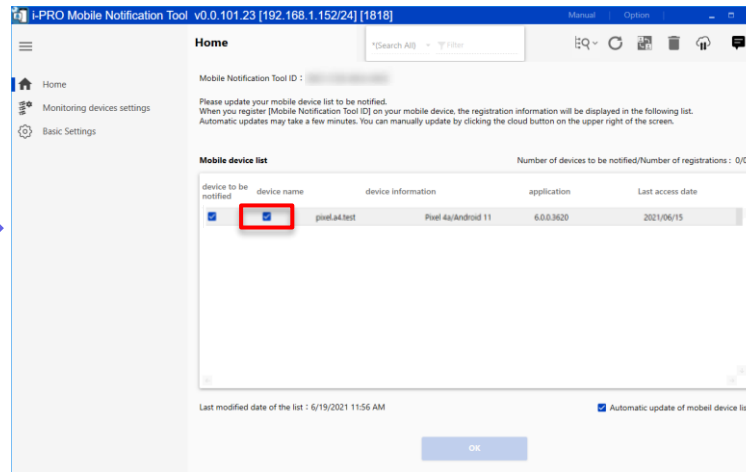 i-PRO Mobile Notification Tool v0.0.101.23 [192.168.1.152/24] [1818] Manual Option
Home *(Search All) Filter
Home
Monitoring devices settings
Basic Settings
Mobile Notification Tool ID :
Please update your mobile device list to be notified.
When you register [Mobile Notification Tool ID] on your mobile device, the registration information will be displayed in the following list.
Automatic updates may take a few minutes. You can manually update by clicking the cloud button on the upper right of the screen.
Mobile device list Number of devices to be notified/Number of registrations : 0/0
device to be notified device name device information application Last access date
pixel.a4.test Pixel 4a/Android 11 6.0.0.3620 2021/06/15
Last modified date of the list : 6/19/2021 11:56 AM Automatic update of mobeil device lis
OK